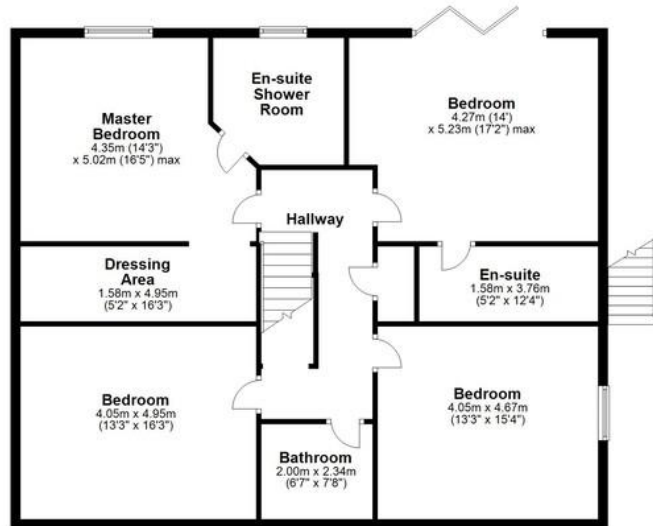 Master
Bedroom
4.35m (14'3")
x 5.02m (16'5") max
En-suite
Shower
Room
Bedroom
4.27m (14')
x 5.23m (17'2") max
Hallway
Dressing
Area
1.58m x 4.95m
(5'2" x 16'3")
En-suite
1.58m x 3.76m
(5'2" x 12'4")
Bedroom
4.05m x 4.95m
(13'3" x 16'3")
Bedroom
4.05m x 4.67m
(13'3" x 15'4")
Bathroom
2.00m x 2.34m
(6'7" x 7'8")